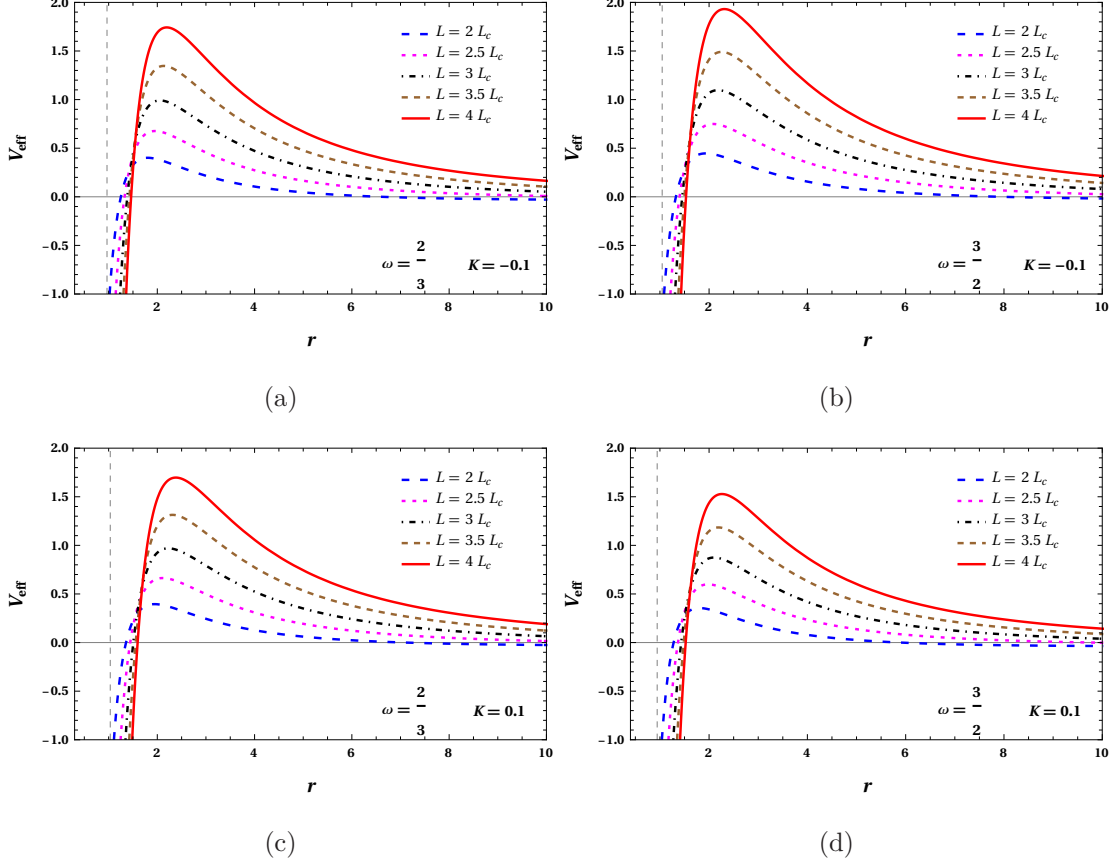 2.0
1.5
1.0
0.5
0.0
−0.5
−1.0
V_eff
L = 2 L_c
L = 2.5 L_c
L = 3 L_c
L = 3.5 L_c
L = 4 L_c
ω = 2/3 K = −0.1
2 4 6 8 10
r
(a)
2.0
1.5
1.0
0.5
0.0
−0.5
−1.0
V_eff
L = 2 L_c
L = 2.5 L_c
L = 3 L_c
L = 3.5 L_c
L = 4 L_c
ω = 3/2 K = −0.1
2 4 6 8 10
r
(b)
2.0
1.5
1.0
0.5
0.0
−0.5
−1.0
V_eff
L = 2 L_c
L = 2.5 L_c
L = 3 L_c
L = 3.5 L_c
L = 4 L_c
ω = 2/3 K = 0.1
2 4 6 8 10
r
(c)
2.0
1.5
1.0
0.5
0.0
−0.5
−1.0
V_eff
L = 2 L_c
L = 2.5 L_c
L = 3 L_c
L = 3.5 L_c
L = 4 L_c
ω = 3/2 K = 0.1
2 4 6 8 10
r
(d)